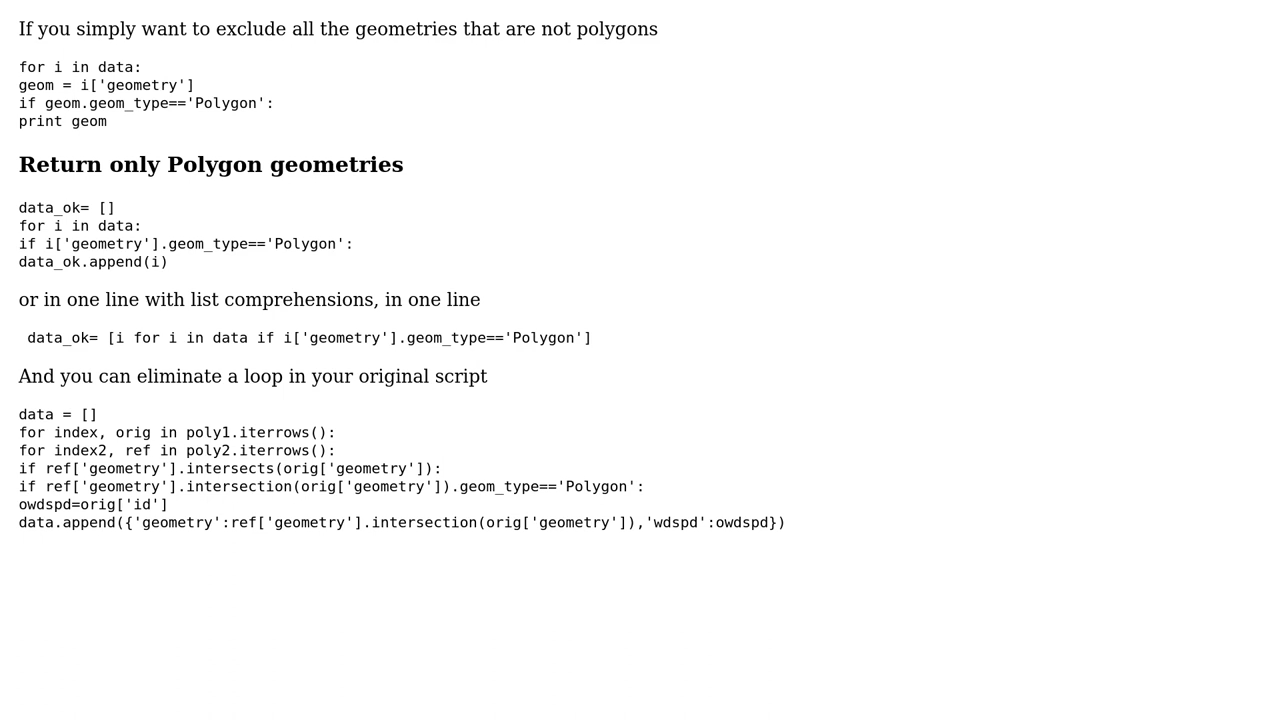 If you simply want to exclude all the geometries that are not polygons
for i in data:
geom = i['geometry']
if geom.geom_type=='Polygon':
print geom
Return only Polygon geometries
data_ok= []
for i in data:
if i['geometry'].geom_type=='Polygon':
data_ok.append(i)
or in one line with list comprehensions, in one line
data_ok= [i for i in data if i['geometry'].geom_type=='Polygon']
And you can eliminate a loop in your original script
data = []
for index, orig in poly1.iterrows():
for index2, ref in poly2.iterrows():
if ref['geometry'].intersects(orig['geometry']):
if ref['geometry'].intersection(orig['geometry']).geom_type=='Polygon':
owdspd=orig['id']
data.append({'geometry':ref['geometry'].intersection(orig['geometry']),'wdspd':owdspd})